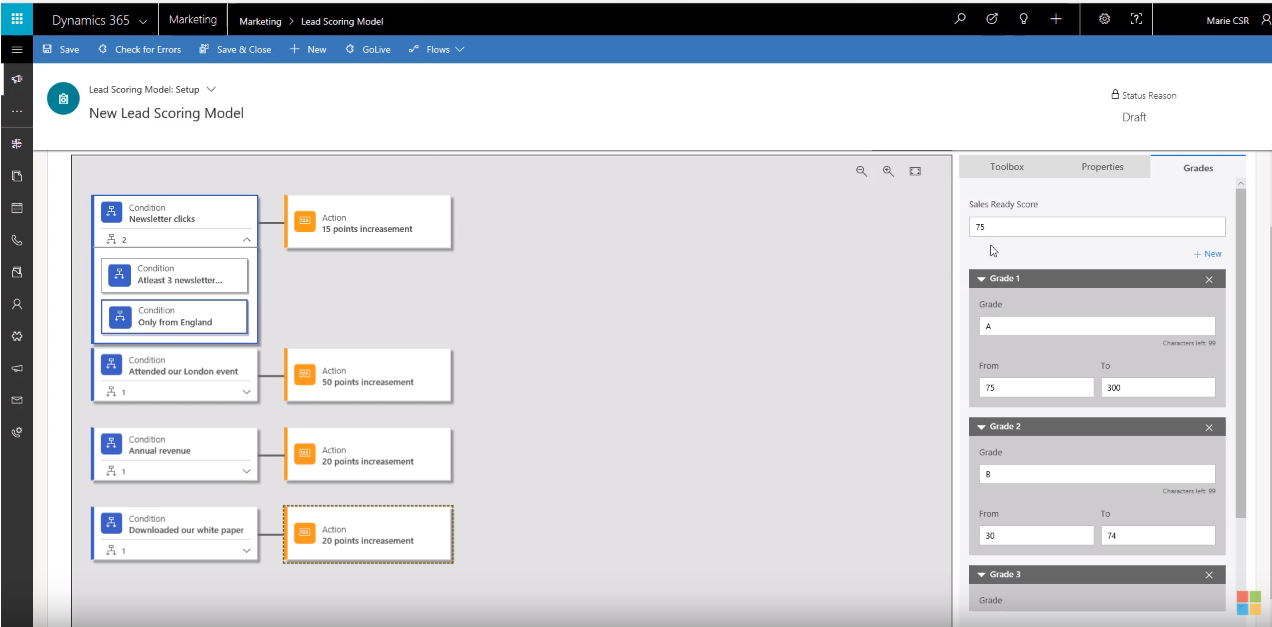 Dynamics 365
Marketing
Marketing > Lead Scoring Model
Marie CSR
Save
Check for Errors
Save & Close
New
GoLive
Flows
Lead Scoring Model: Setup
New Lead Scoring Model
Status Reason
Draft
Condition
Newsletter clicks
2
Action
15 points increasement
Condition
Atleast 3 newsletter...
Condition
Only from England
Condition
Attended our London event
1
Action
50 points increasement
Condition
Annual revenue
1
Action
20 points increasement
Condition
Downloaded our white paper
1
Action
20 points increasement
Toolbox
Properties
Grades
Sales Ready Score
75
+ New
Grade 1
Grade
A
Characters left: 99
From To
75 300
Grade 2
Grade
B
Characters left: 99
From To
30 74
Grade 3
Grade